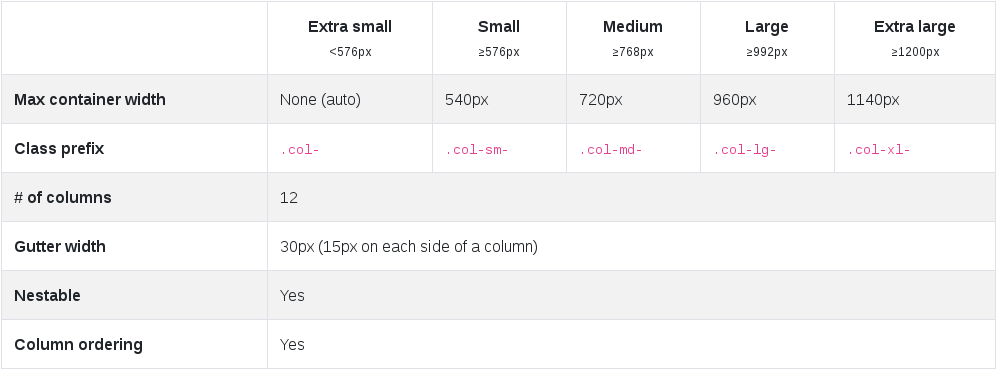 Extra small Small Medium Large Extra large
<576px ≥576px ≥768px ≥992px ≥1200px
Max container width None (auto) 540px 720px 960px 1140px
Class prefix .col- .col-sm- .col-md- .col-lg- .col-xl-
# of columns 12
Gutter width 30px (15px on each side of a column)
Nestable Yes
Column ordering Yes